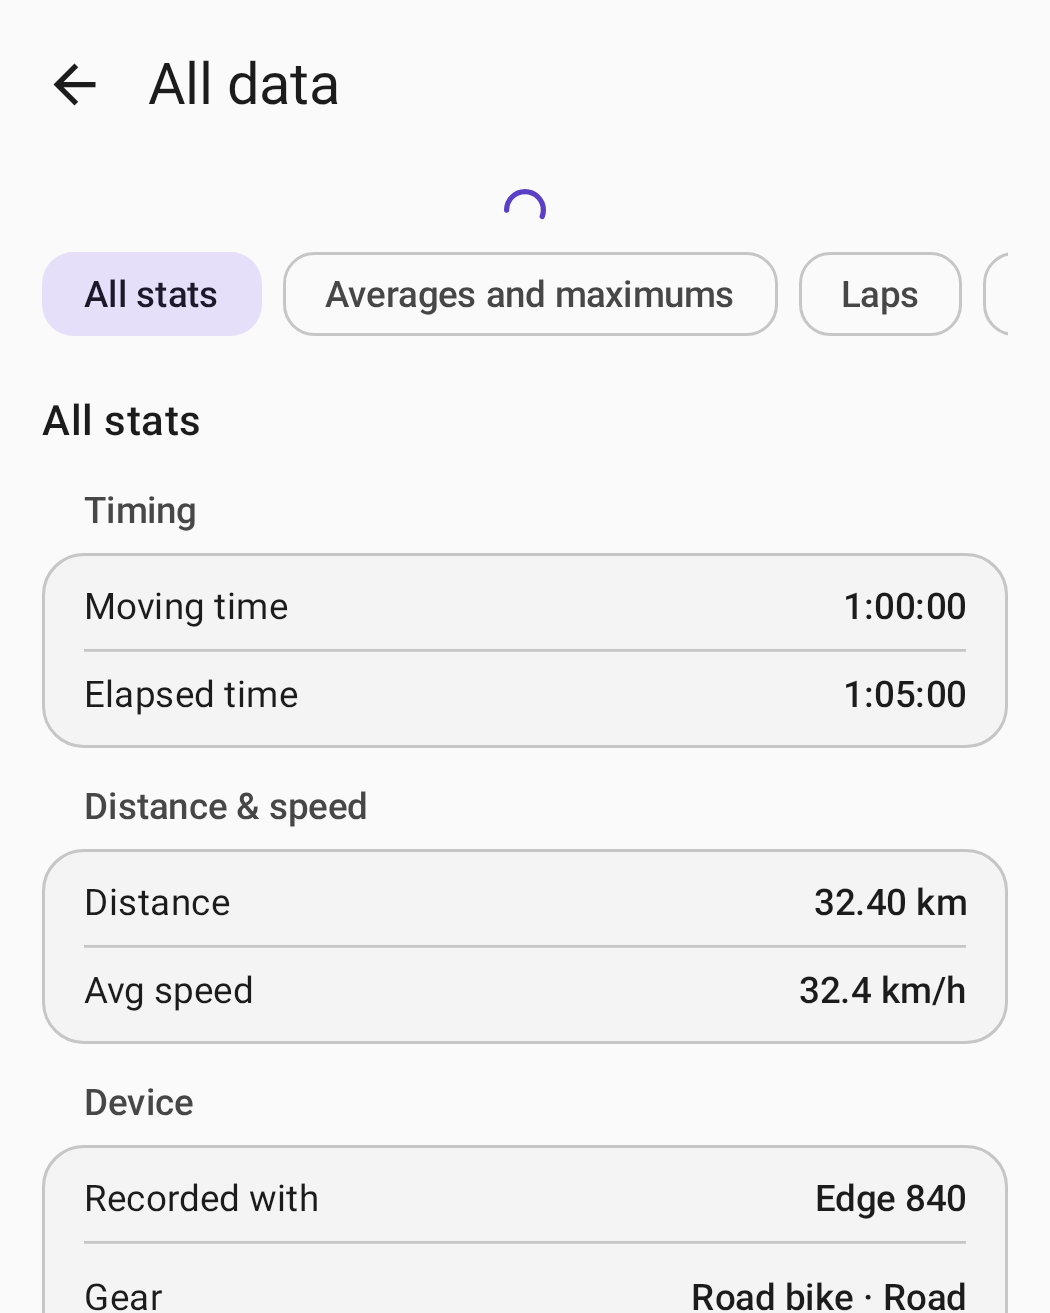 All data
All stats
Averages and maximums
Laps
All stats
Timing
Moving time 1:00:00
Elapsed time 1:05:00
Distance & speed
Distance 32.40 km
Avg speed 32.4 km/h
Device
Recorded with Edge 840
Gear Road bike · Road